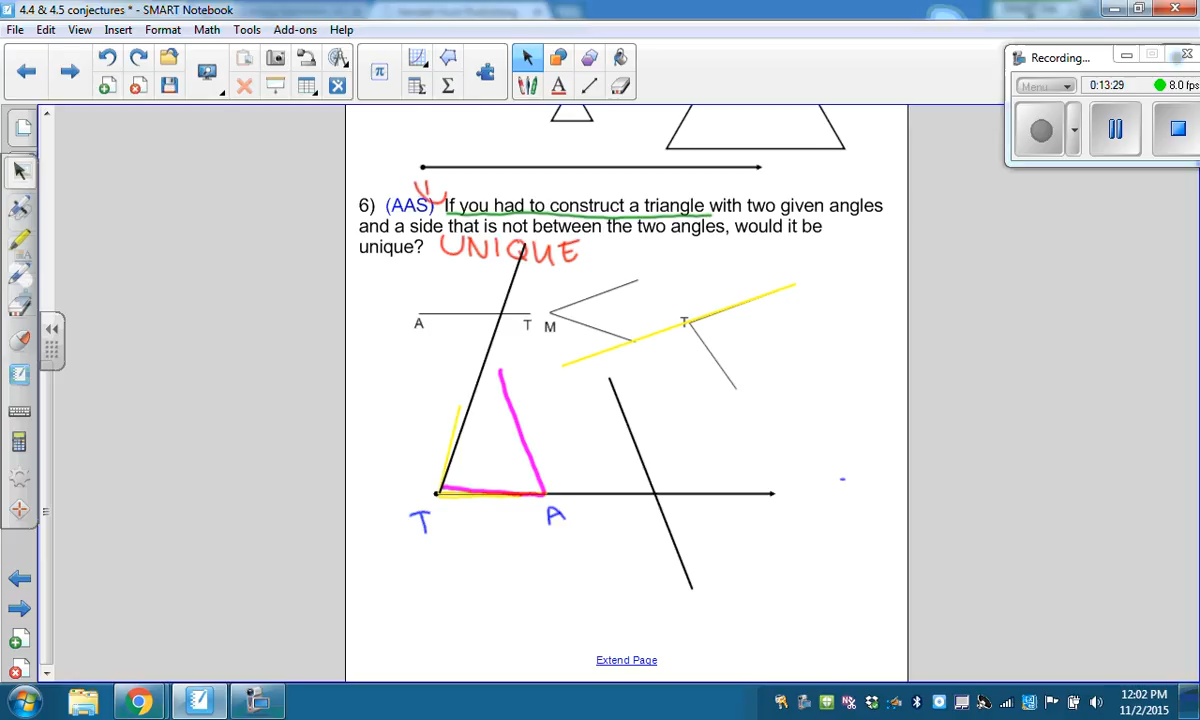 4.4 & 4.5 conjectures * - SMART Notebook
File Edit View Insert Format Math Tools Add-ons Help
Recording...
Menu 0:13:29 8.0 fps
π Σ A
6) (AAS) If you had to construct a triangle with two given angles
and a side that is not between the two angles, would it be
unique? UNIQUE
A T M T
T A
Extend Page
12:02 PM
11/2/2015